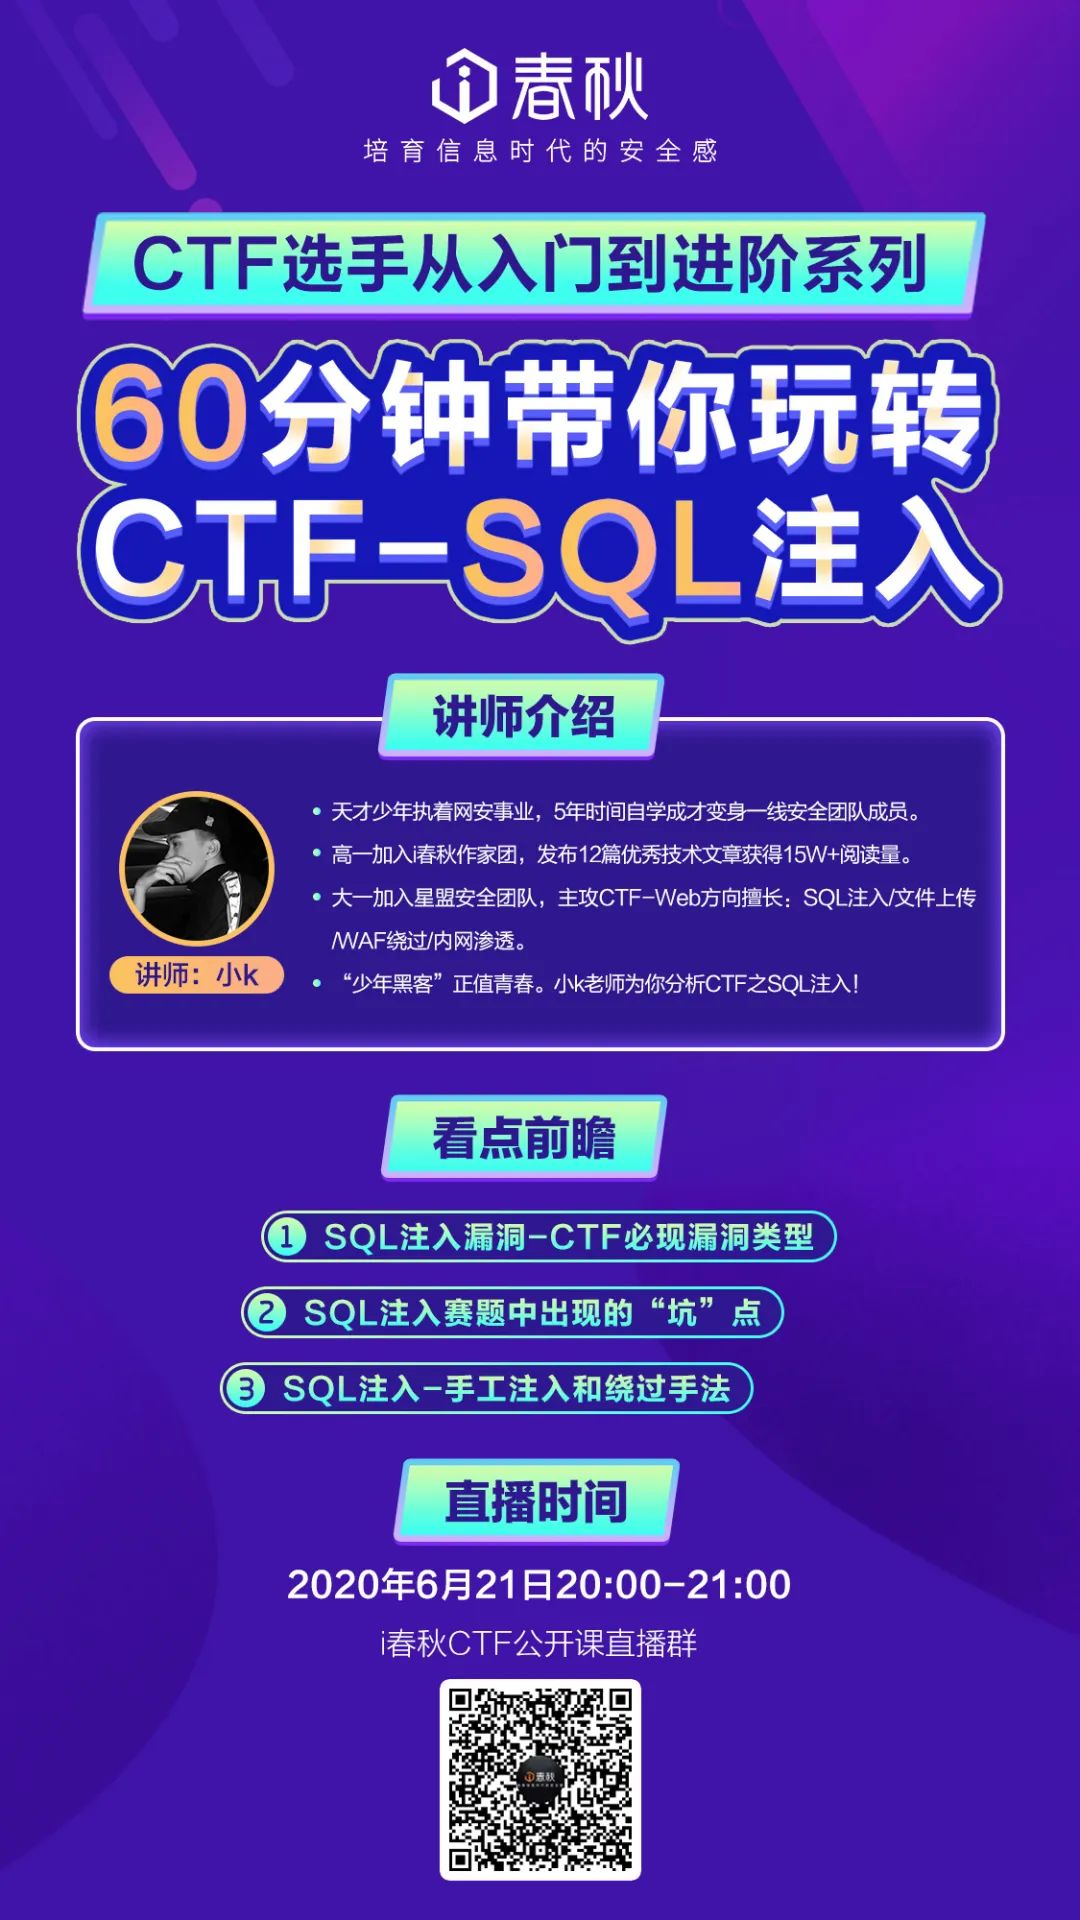 i春秋
培育信息时代的安全感
CTF选手从入门到进阶系列
60分钟带你玩转
CTF-SQL注入
讲师介绍
天才少年执着网安事业，5年时间自学成才变身一线安全团队成员。
高一加入i春秋作家团，发布12篇优秀技术文章获得15W+阅读量。
大一加入星盟安全团队，主攻CTF-Web方向擅长：SQL注入/文件上传
/WAF绕过/内网渗透。
“少年黑客”正值青春。小k老师为你分析CTF之SQL注入！
讲师：小k
看点前瞻
1 SQL注入漏洞-CTF必现漏洞类型
2 SQL注入赛题中出现的“坑”点
3 SQL注入-手工注入和绕过手法
直播时间
2020年6月21日20:00-21:00
i春秋CTF公开课直播群
i春秋